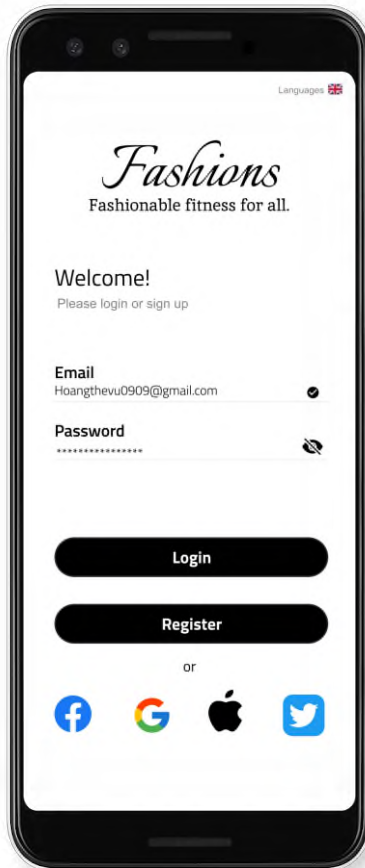 Languages
Fashions
Fashionable fitness for all.
Welcome!
Please login or sign up
Email
Hoangthevu0909@gmail.com
Password
****************
Login
Register
or